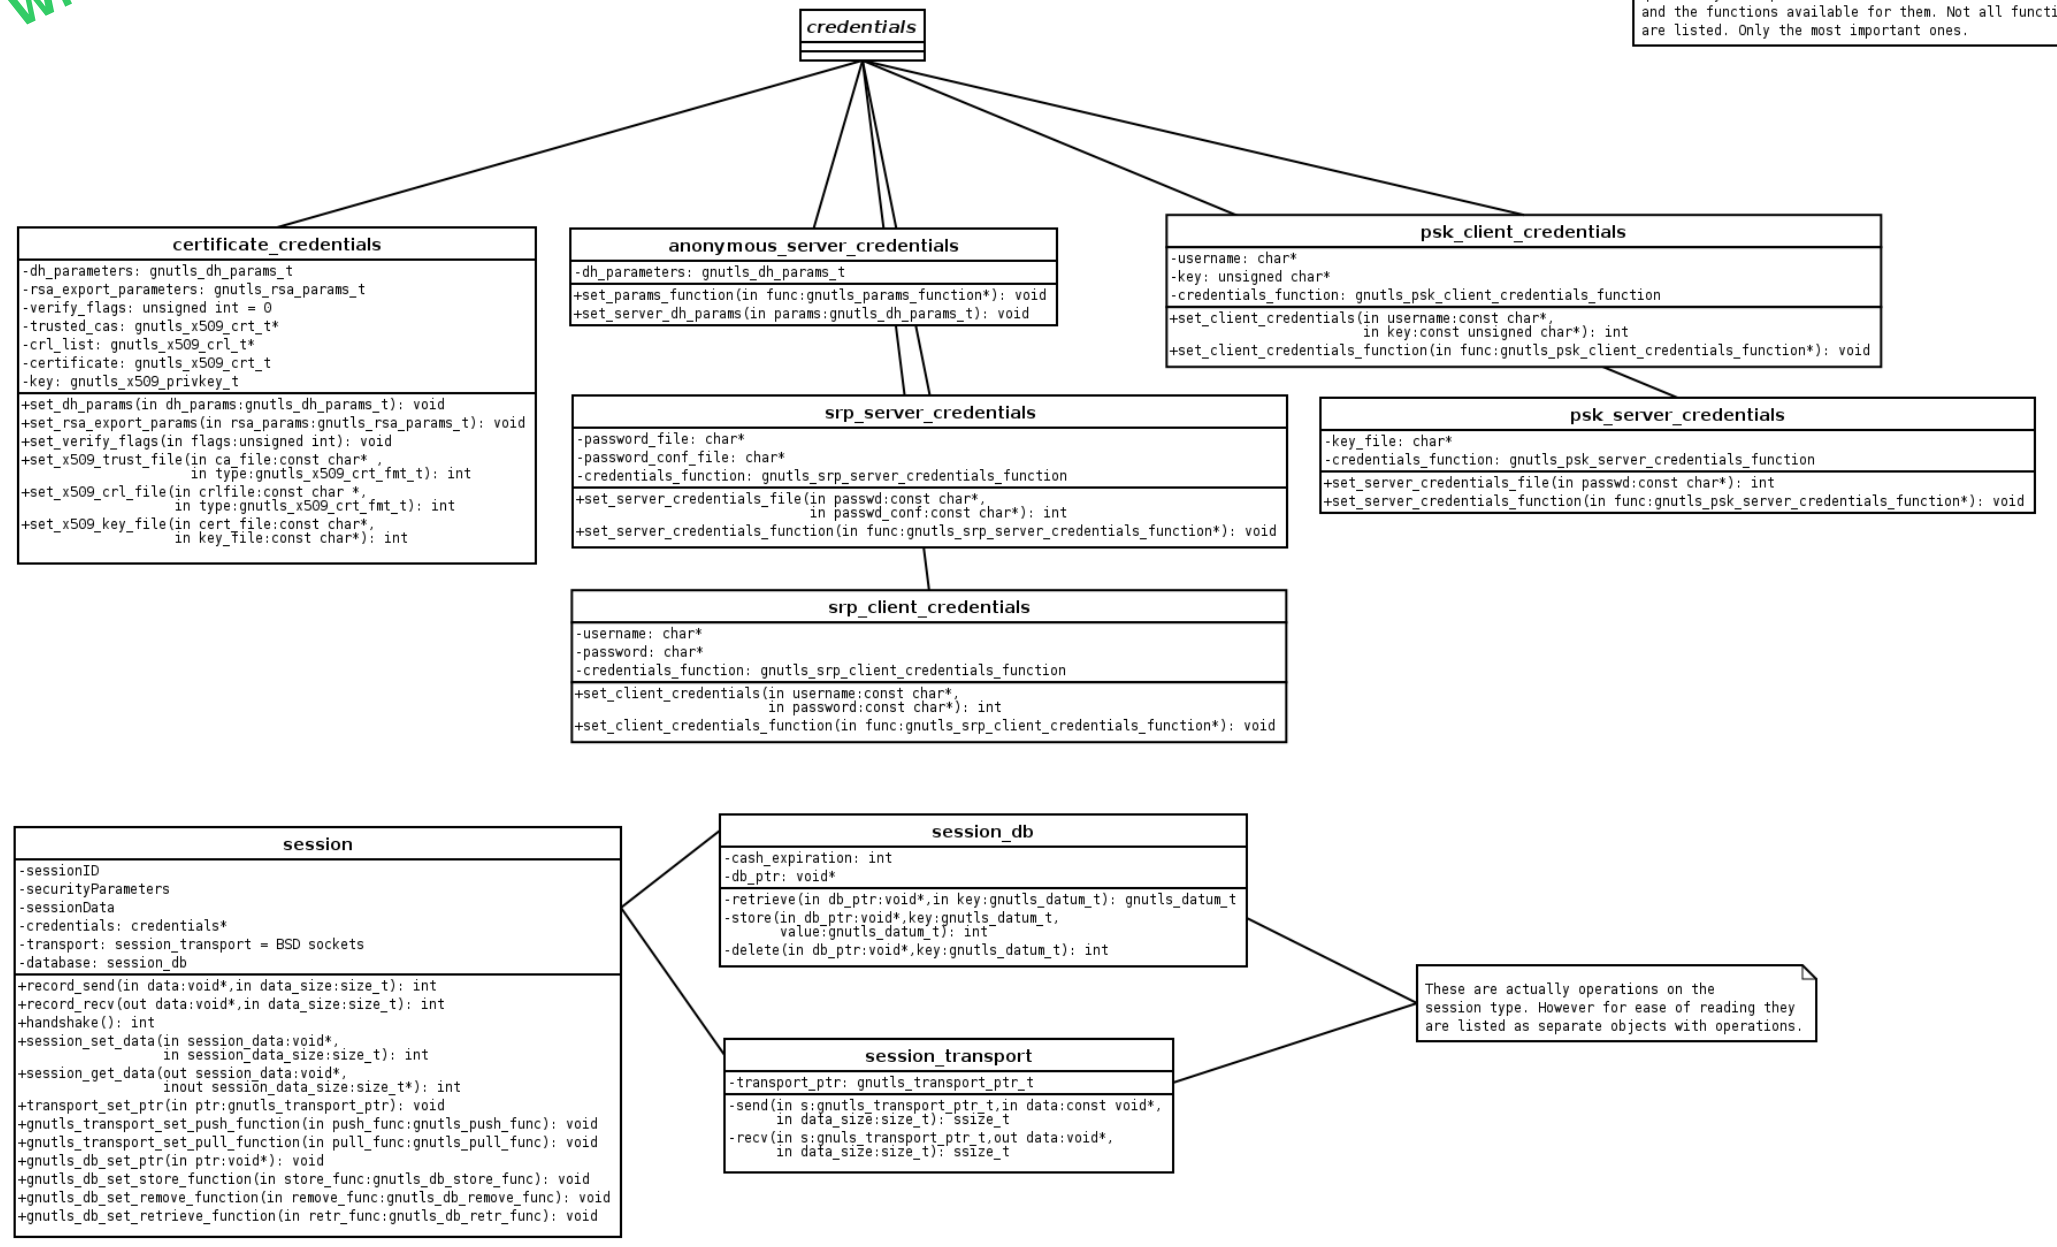 and the functions available for them. Not all
are listed. Only the most important ones.
credentials
certificate_credentials
-dh_parameters: gnutls_dh_params_t
-rsa_export_parameters: gnutls_rsa_params_t
-verify_flags: unsigned int = 0
-trusted_cas: gnutls_x509_crt_t*
-crl_list: gnutls_x509_crl_t*
-certificate: gnutls_x509_crt_t
-key: gnutls_x509_privkey_t
+set_dh_params(in dh_params:gnutls_dh_params_t): void
+set_rsa_export_params(in rsa_params:gnutls_rsa_params_t): void
+set_verify_flags(in flags:unsigned int): void
+set_x509_trust_file(in ca_file:const char* ,
in type:gnutls_x509_crt_fmt_t): int
+set_x509_crl_file(in crlfile:const char *,
in type:gnutls_x509_crt_fmt_t): int
+set_x509_key_file(in cert_file:const char*,
in key_file:const char*): int
anonymous_server_credentials
-dh_parameters: gnutls_dh_params_t
+set_params_function(in func:gnutls_params_function*): void
+set_server_dh_params(in params:gnutls_dh_params_t): void
psk_client_credentials
-username: char*
-key: unsigned char*
-credentials_function: gnutls_psk_client_credentials_function
+set_client_credentials(in username:const char*,
in key:const unsigned char*): int
+set_client_credentials_function(in func:gnutls_psk_client_credentials_function*): void
srp_server_credentials
-password_file: char*
-password_conf_file: char*
-credentials_function: gnutls_srp_server_credentials_function
+set_server_credentials_file(in passwd:const char*,
in passwd_conf:const char*): int
+set_server_credentials_function(in func:gnutls_srp_server_credentials_function*): void
psk_server_credentials
-key_file: char*
-credentials_function: gnutls_psk_server_credentials_function
+set_server_credentials_file(in passwd:const char*): int
+set_server_credentials_function(in func:gnutls_psk_server_credentials_function*): void
srp_client_credentials
-username: char*
-password: char*
-credentials_function: gnutls_srp_client_credentials_function
+set_client_credentials(in username:const char*,
in password:const char*): int
+set_client_credentials_function(in func:gnutls_srp_client_credentials_function*): void
session
-sessionID
-securityParameters
-sessionData
-credentials: credentials*
-transport: session_transport = BSD sockets
-database: session_db
+record_send(in data:void*,in data_size:size_t): int
+record_recv(out data:void*,in data_size:size_t): int
+handshake(): int
+session_set_data(in session_data:void*,
in session_data_size:size_t): int
+session_get_data(out session_data:void*,
inout session_data_size:size_t*): int
+transport_set_ptr(in ptr:gnutls_transport_ptr): void
+gnutls_transport_set_push_function(in push_func:gnutls_push_func): void
+gnutls_transport_set_pull_function(in pull_func:gnutls_pull_func): void
+gnutls_db_set_ptr(in ptr:void*): void
+gnutls_db_set_store_function(in store_func:gnutls_db_store_func): void
+gnutls_db_set_remove_function(in remove_func:gnutls_db_remove_func): void
+gnutls_db_set_retrieve_function(in retr_func:gnutls_db_retr_func): void
session_db
-cash_expiration: int
-db_ptr: void*
-retrieve(in db_ptr:void*,in key:gnutls_datum_t): gnutls_datum_t
-store(in db_ptr:void*,key:gnutls_datum_t,
value:gnutls_datum_t): int
-delete(in db_ptr:void*,key:gnutls_datum_t): int
session_transport
-transport_ptr: gnutls_transport_ptr_t
-send(in s:gnutls_transport_ptr_t,in data:const void*,
in data_size:size_t): ssize_t
-recv(in s:gnuls_transport_ptr_t,out data:void*,
in data_size:size_t): ssize_t
These are actually operations on the
session type. However for ease of reading they
are listed as separate objects with operations.